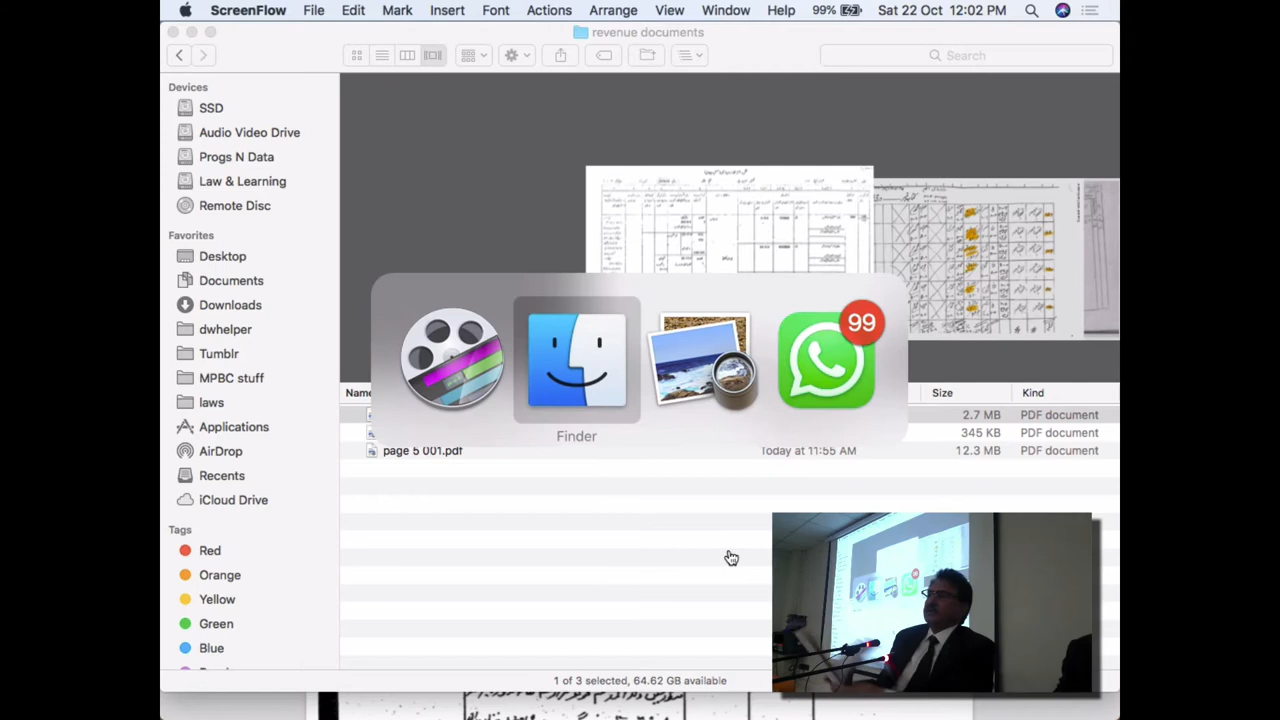 ScreenFlow File Edit Mark Insert Font Actions Arrange View Window Help 99% Sat 22 Oct 12:02 PM
revenue documents
Search
Devices
SSD
Audio Video Drive
Progs N Data
Law & Learning
Remote Disc
Favorites
Desktop
Documents
Downloads
dwhelper
Tumblr
MPBC stuff
laws
Applications
AirDrop
Recents
iCloud Drive
Tags
Red
Orange
Yellow
Green
Blue
99
Finder
Name Size Kind
2.7 MB PDF document
345 KB PDF document
page 5 001.pdf Today at 11:55 AM 12.3 MB PDF document
1 of 3 selected, 64.62 GB available